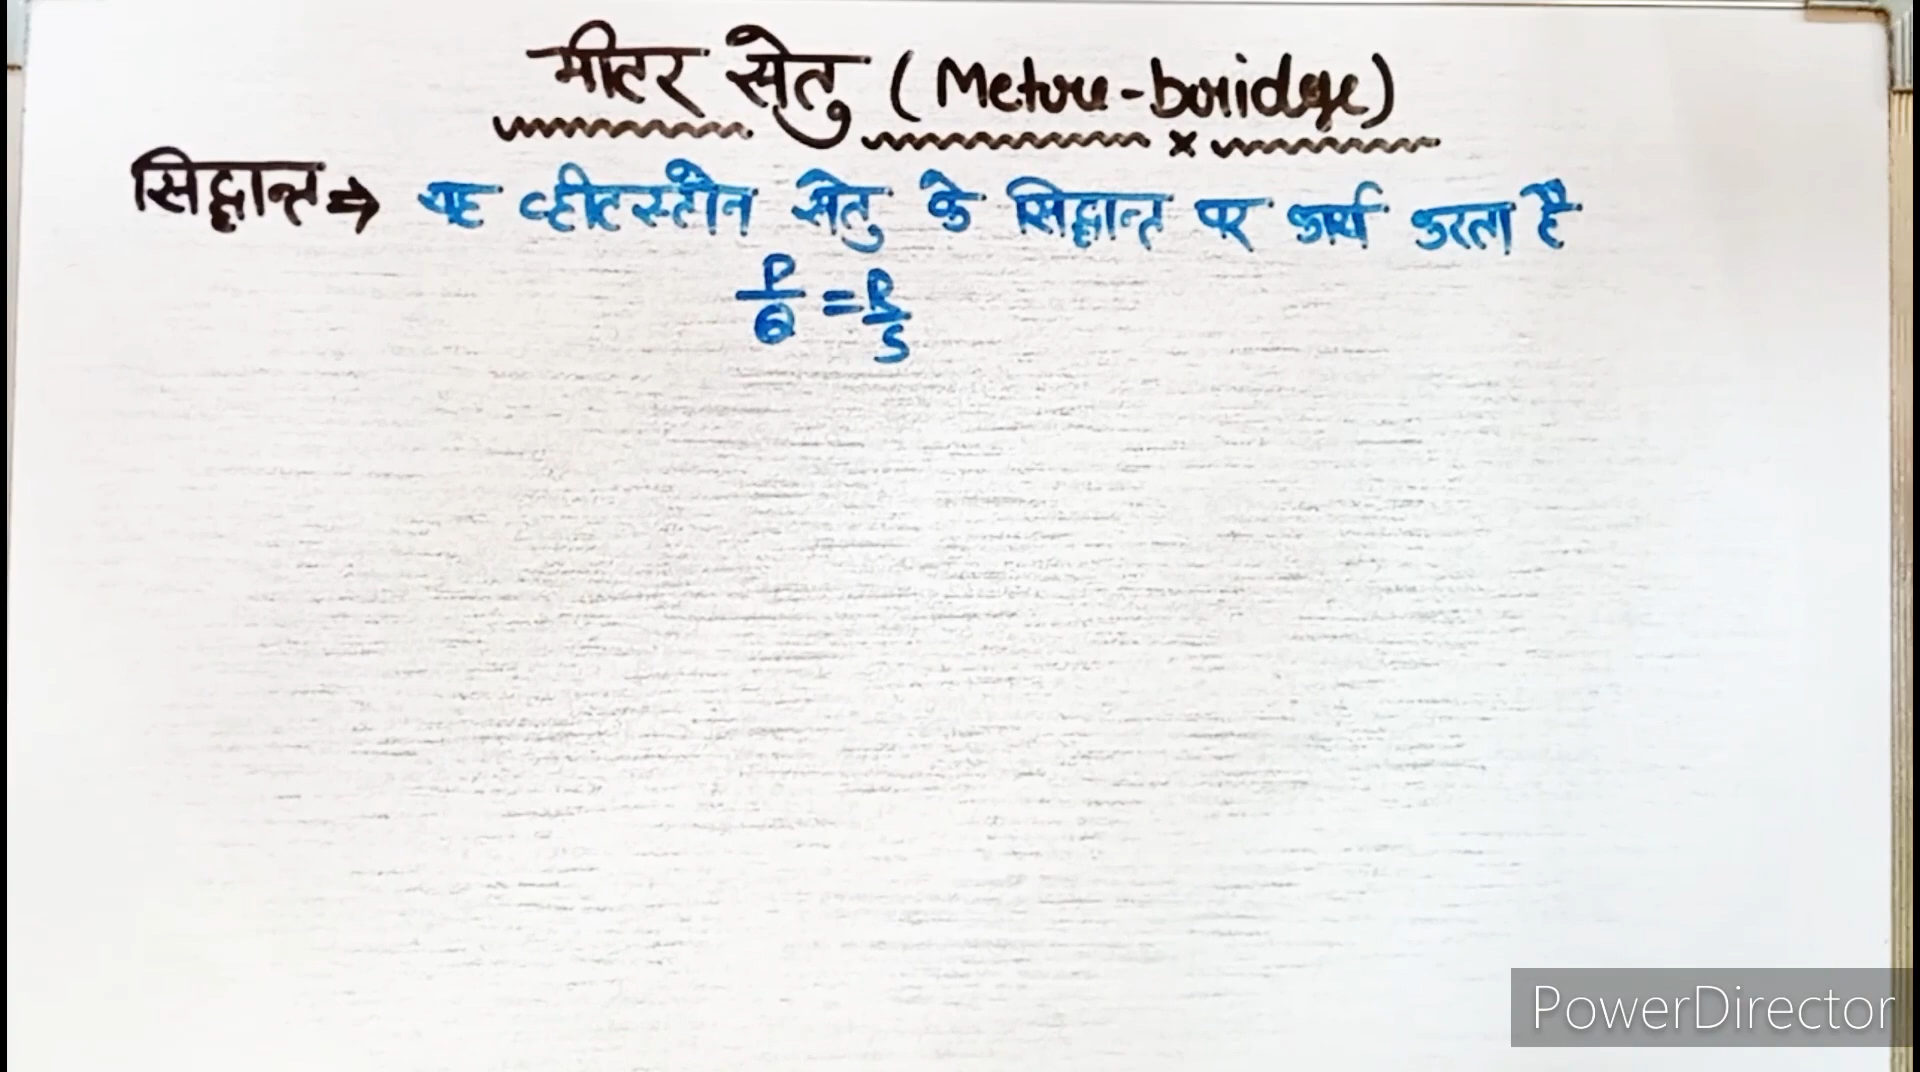 मीटर सेतु (Metre-bridge)
सिद्धान्त⇒ यह व्हीटस्टोन सेतु के सिद्धान्त पर कार्य करता है
P/Q = R/S
PowerDirector